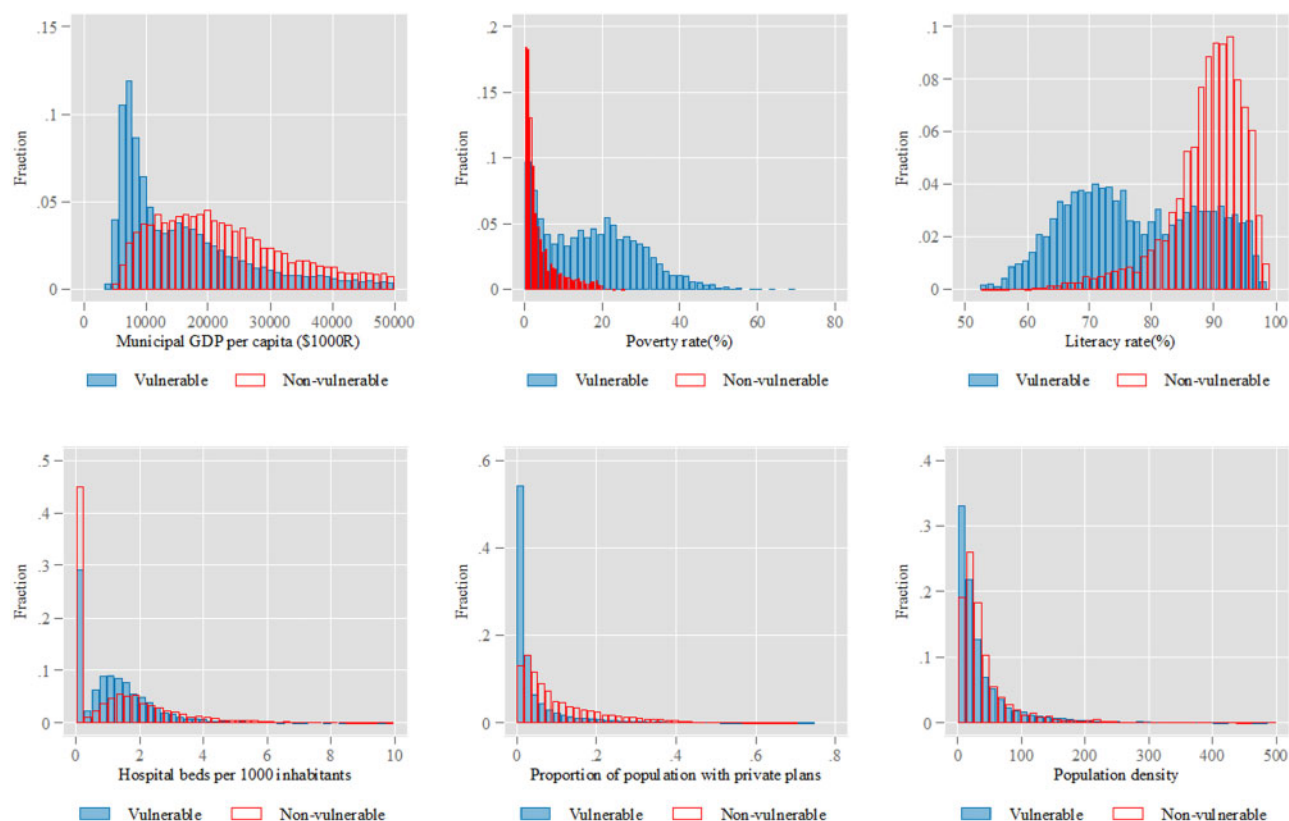 .15
.1
.05
0
Fraction
0 10000 20000 30000 40000 50000
Municipal GDP per capita ($1000R)
Vulnerable Non-vulnerable
.2
.15
.1
.05
0
Fraction
0 20 40 60 80
Poverty rate(%)
Vulnerable Non-vulnerable
.1
.08
.06
.04
.02
0
Fraction
50 60 70 80 90 100
Literacy rate(%)
Vulnerable Non-vulnerable
.5
.4
.3
.2
.1
0
Fraction
0 2 4 6 8 10
Hospital beds per 1000 inhabitants
Vulnerable Non-vulnerable
.6
.4
.2
0
Fraction
0 .2 .4 .6 .8
Proportion of population with private plans
Vulnerable Non-vulnerable
.4
.3
.2
.1
0
Fraction
0 100 200 300 400 500
Population density
Vulnerable Non-vulnerable